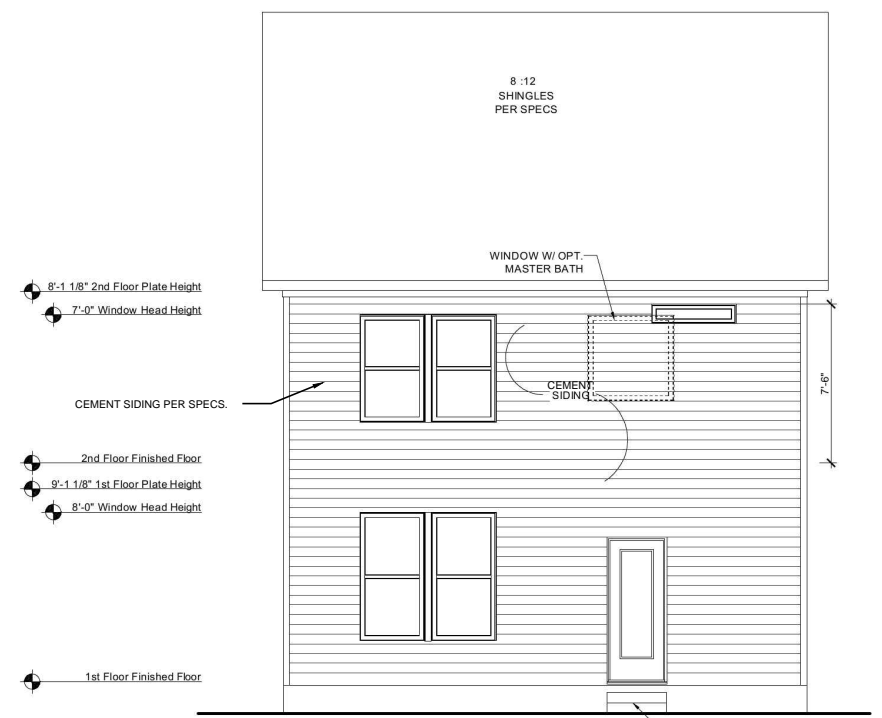 8 :12
SHINGLES
PER SPECS
WINDOW W/ OPT.
MASTER BATH
8'-1 1/8" 2nd Floor Plate Height
7'-0" Window Head Height
7'-6"
CEMENT
SIDING
CEMENT SIDING PER SPECS.
2nd Floor Finished Floor
9'-1 1/8" 1st Floor Plate Height
8'-0" Window Head Height
1st Floor Finished Floor